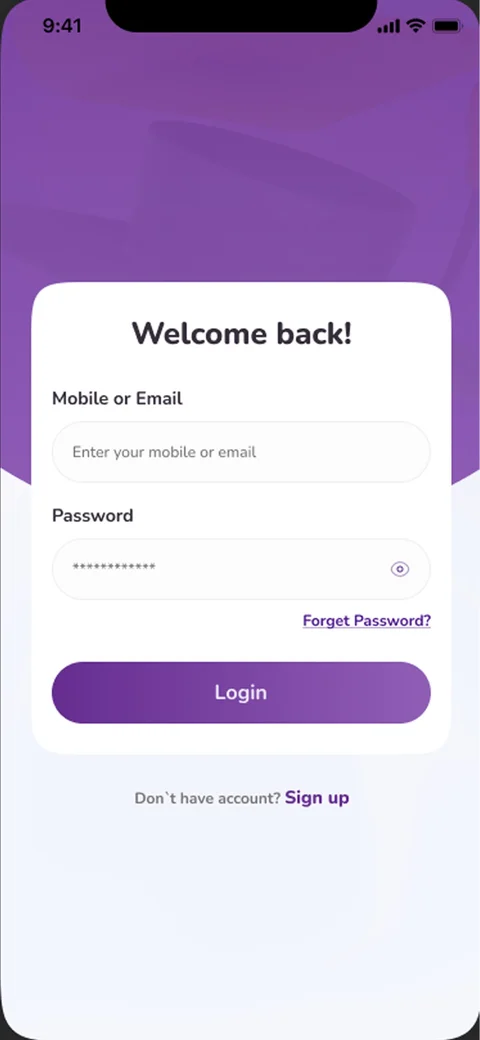 9:41
Welcome back!
Mobile or Email
Enter your mobile or email
Password
************
Forget Password?
Login
Don`t have account? Sign up